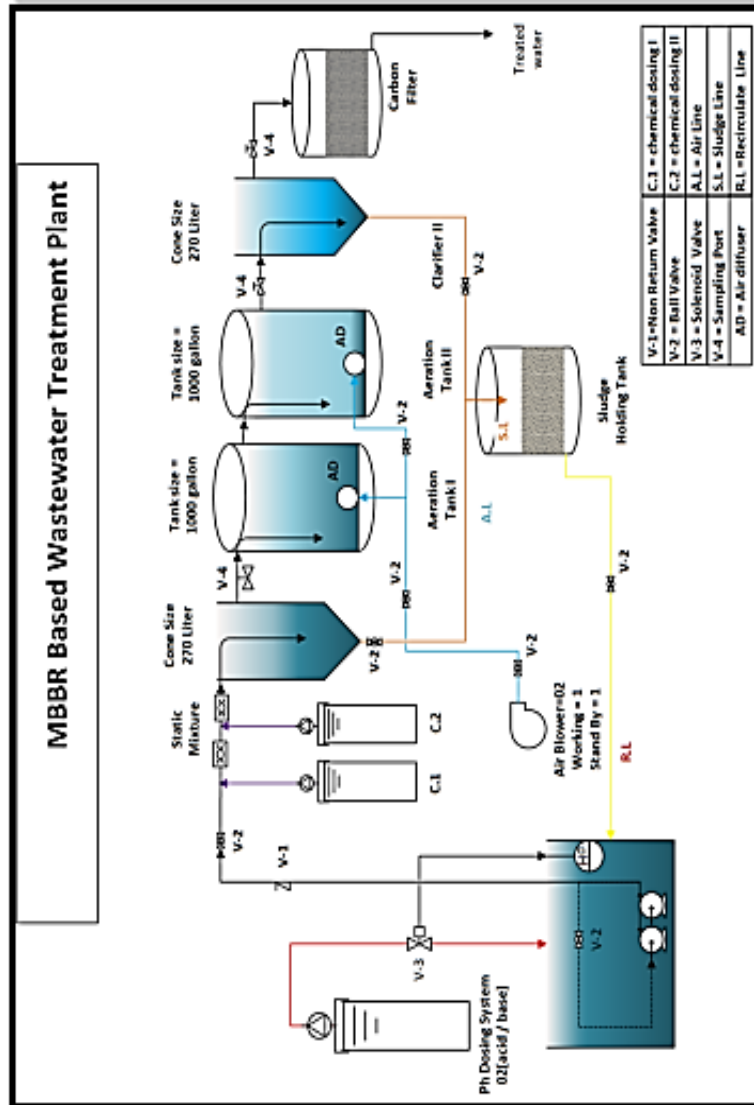 MBBR Based Wastewater Treatment Plant
Static
Mixture
Cone Size
270 Liter
Tank size =
1000 gallon
Tank size =
1000 gallon
Cone Size
270 Liter
V-4
V-4
V-4
Carbon
Filter
Treated
water
V-2
V-1
C.1
C.2
V-2
AD
AD
V-2
V-2
Aeration
Tank I
Aeration
Tank II
Clarifier II
V-2
A.L
S.L
Sludge
Holding Tank
V-3
Ph Dosing System
02[acid / base]
HP
V-2
Air Blower=02
Working = 1
Stand By = 1
V-2
R.L
V-2
V-1=Non Return Valve C.1 = chemical dosing I
V-2 = Ball Valve C.2 = chemical dosing II
V-3 = Solenoid Valve A.L = Air Line
V-4 = Sampling Port S.L = Sludge Line
AD = Air diffuser R.L =Recirculate Line